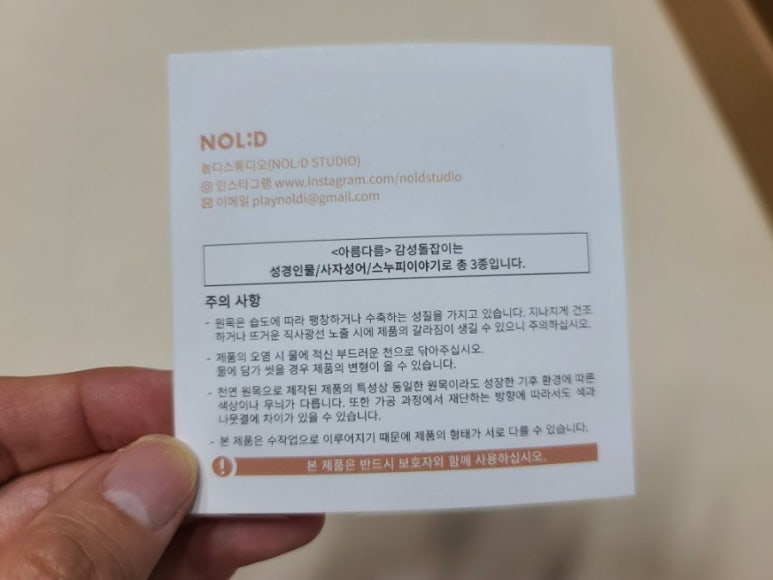 NOL:D
놀디스튜디오(NOL:D STUDIO)
인스타그램 www.instagram.com/noldstudio
이메일 playnoldi@gmail.com
<아름다름> 감성돌잡이는
성경인물/사자성어/스누피이야기로 총 3종입니다.
주의 사항
- 원목은 습도에 따라 팽창하거나 수축하는 성질을 가지고 있습니다. 지나치게 건조
하거나 뜨거운 직사광선 노출 시에 제품의 갈라짐이 생길 수 있으니 주의하십시오.
- 제품의 오염 시 물에 적신 부드러운 천으로 닦아주십시오.
물에 담가 씻을 경우 제품의 변형이 올 수 있습니다.
- 천연 원목으로 제작된 제품의 특성상 동일한 원목이라도 성장한 기후 환경에 따른
색상이나 무늬가 다릅니다. 또한 가공 과정에서 재단하는 방향에 따라서도 색과
나뭇결에 차이가 있을 수 있습니다.
- 본 제품은 수작업으로 이루어지기 때문에 제품의 형태가 서로 다를 수 있습니다.
! 본 제품은 반드시 보호자와 함께 사용하십시오.